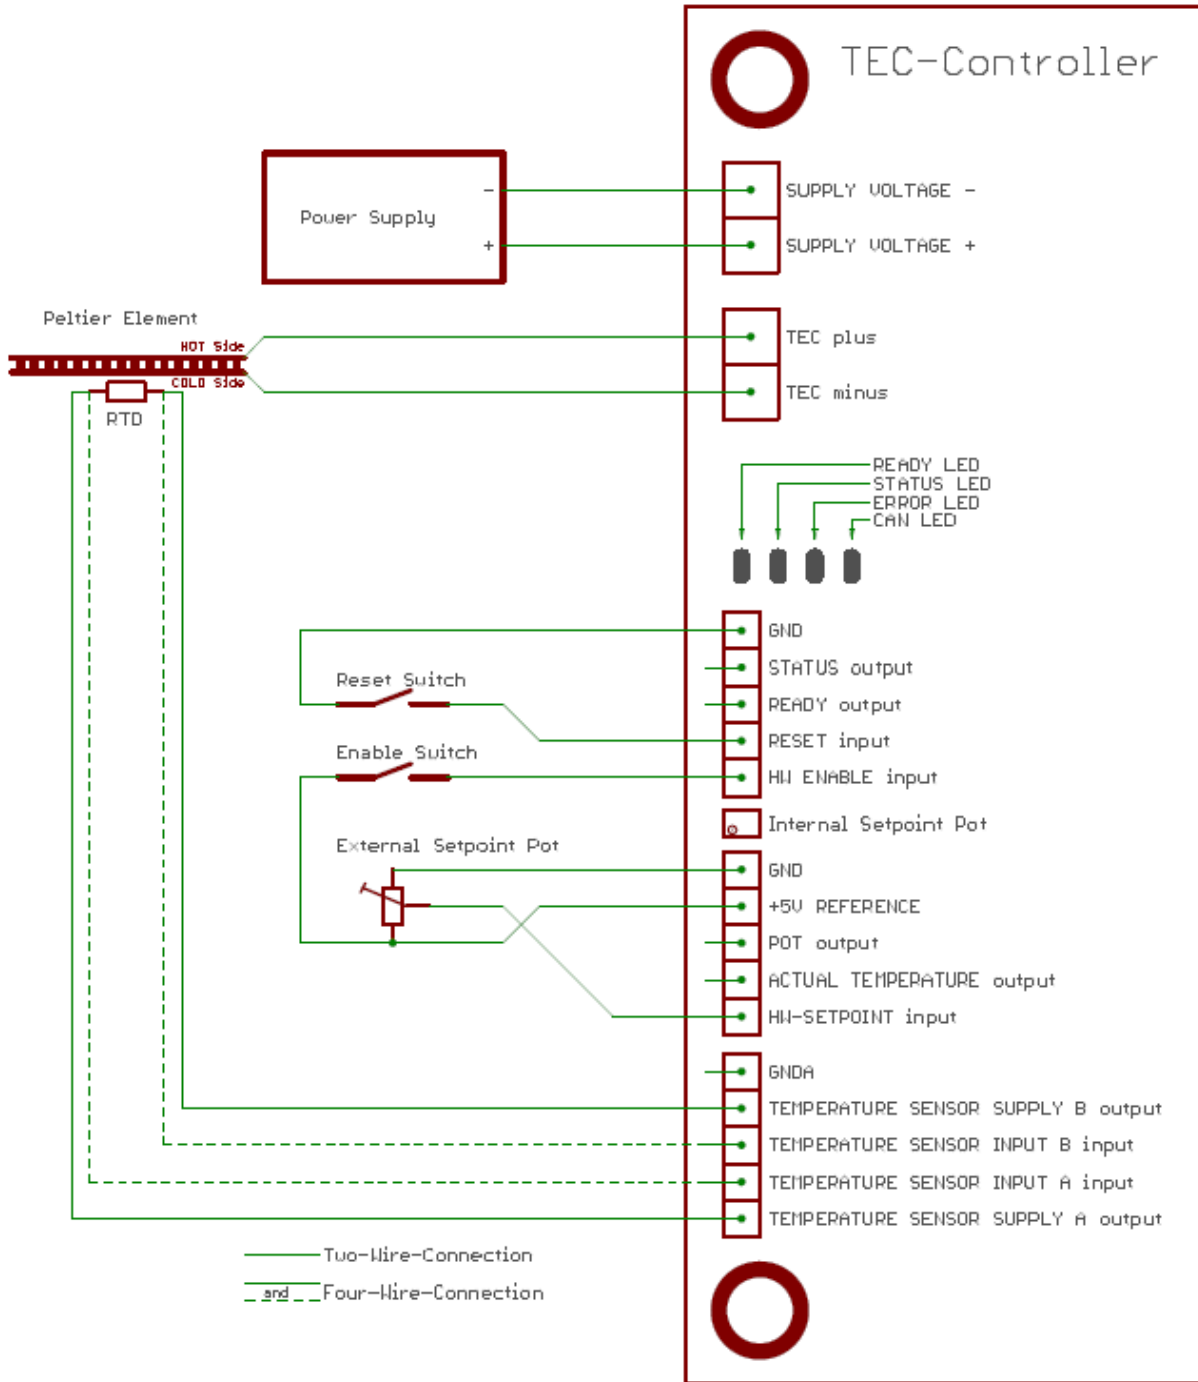 TEC-Controller
SUPPLY VOLTAGE -
Power Supply
-
+
SUPPLY VOLTAGE +
Peltier Element
HOT Side
COLD Side
RTD
TEC plus
TEC minus
READY LED
STATUS LED
ERROR LED
CAN LED
GND
STATUS output
Reset Switch
READY output
RESET input
Enable Switch
HW ENABLE input
Internal Setpoint Pot
External Setpoint Pot
GND
+5V REFERENCE
POT output
ACTUAL TEMPERATURE output
HW-SETPOINT input
GNDA
TEMPERATURE SENSOR SUPPLY B output
TEMPERATURE SENSOR INPUT B input
TEMPERATURE SENSOR INPUT A input
TEMPERATURE SENSOR SUPPLY A output
Two-Wire-Connection
and Four-Wire-Connection